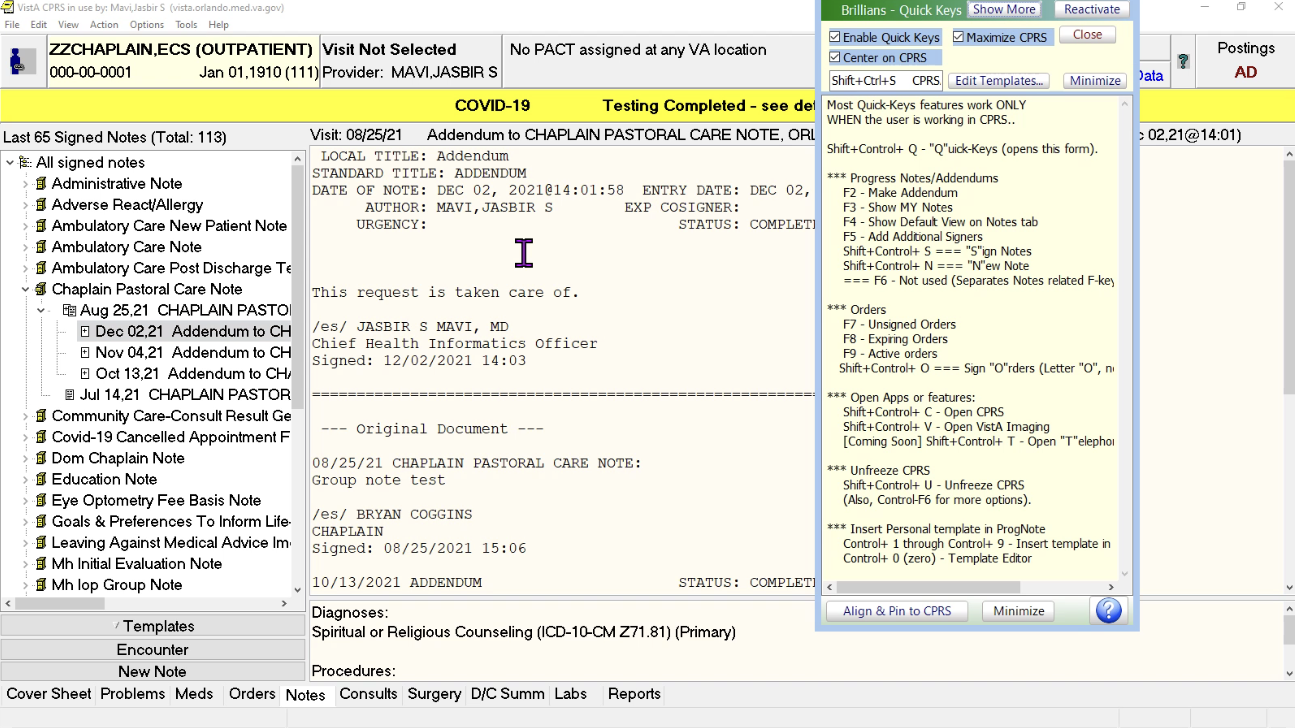 VistA CPRS in use by: Mavi,Jasbir S (vista.orlando.med.va.gov)
File Edit View Action Options Tools Help
ZZCHAPLAIN,ECS (OUTPATIENT)
000-00-0001 Jan 01,1910 (111)
Visit Not Selected
Provider: MAVI,JASBIR S
No PACT assigned at any VA location
Data
?
Postings
AD
COVID-19 Testing Completed - see det
Last 65 Signed Notes (Total: 113)
Visit: 08/25/21 Addendum to CHAPLAIN PASTORAL CARE NOTE, ORL
c 02,21@14:01)
All signed notes
Administrative Note
Adverse React/Allergy
Ambulatory Care New Patient Note
Ambulatory Care Note
Ambulatory Care Post Discharge Te
Chaplain Pastoral Care Note
Aug 25,21 CHAPLAIN PASTO
Dec 02,21 Addendum to CH
Nov 04,21 Addendum to CH
Oct 13,21 Addendum to CHA
Jul 14,21 CHAPLAIN PASTOR
Community Care-Consult Result Ge
Covid-19 Cancelled Appointment F
Dom Chaplain Note
Education Note
Eye Optometry Fee Basis Note
Goals & Preferences To Inform Life-
Leaving Against Medical Advice Im
Mh Initial Evaluation Note
Mh Iop Group Note
Templates
Encounter
New Note
LOCAL TITLE: Addendum
STANDARD TITLE: ADDENDUM
DATE OF NOTE: DEC 02, 2021@14:01:58 ENTRY DATE: DEC 02,
AUTHOR: MAVI,JASBIR S EXP COSIGNER:
URGENCY: STATUS: COMPLETE
This request is taken care of.
/es/ JASBIR S MAVI, MD
Chief Health Informatics Officer
Signed: 12/02/2021 14:03
=========================================================
--- Original Document ---
08/25/21 CHAPLAIN PASTORAL CARE NOTE:
Group note test
/es/ BRYAN COGGINS
CHAPLAIN
Signed: 08/25/2021 15:06
10/13/2021 ADDENDUM STATUS: COMPLETE
Diagnoses:
Spiritual or Religious Counseling (ICD-10-CM Z71.81) (Primary)
Procedures:
Cover Sheet Problems Meds Orders Notes Consults Surgery D/C Summ Labs Reports
Brillians - Quick Keys Show More Reactivate
Enable Quick Keys Maximize CPRS Close
Center on CPRS
Shift+Ctrl+S CPRS Edit Templates... Minimize
Most Quick-Keys features work ONLY
WHEN the user is working in CPRS..
Shift+Control+ Q - "Q"uick-Keys (opens this form).
*** Progress Notes/Addendums
F2 - Make Addendum
F3 - Show MY Notes
F4 - Show Default View on Notes tab
F5 - Add Additional Signers
Shift+Control+ S === "S"ign Notes
Shift+Control+ N === "N"ew Note
=== F6 - Not used (Separates Notes related F-key
*** Orders
F7 - Unsigned Orders
F8 - Expiring Orders
F9 - Active orders
Shift+Control+ O === Sign "O"rders (Letter "O", no
*** Open Apps or features:
Shift+Control+ C - Open CPRS
Shift+Control+ V - Open VistA Imaging
[Coming Soon] Shift+Control+ T - Open "T"elephor
*** Unfreeze CPRS
Shift+Control+ U - Unfreeze CPRS
(Also, Control-F6 for more options).
*** Insert Personal template in ProgNote
Control+ 1 through Control+ 9 - Insert template in
Control+ 0 (zero) - Template Editor
Align & Pin to CPRS Minimize ?